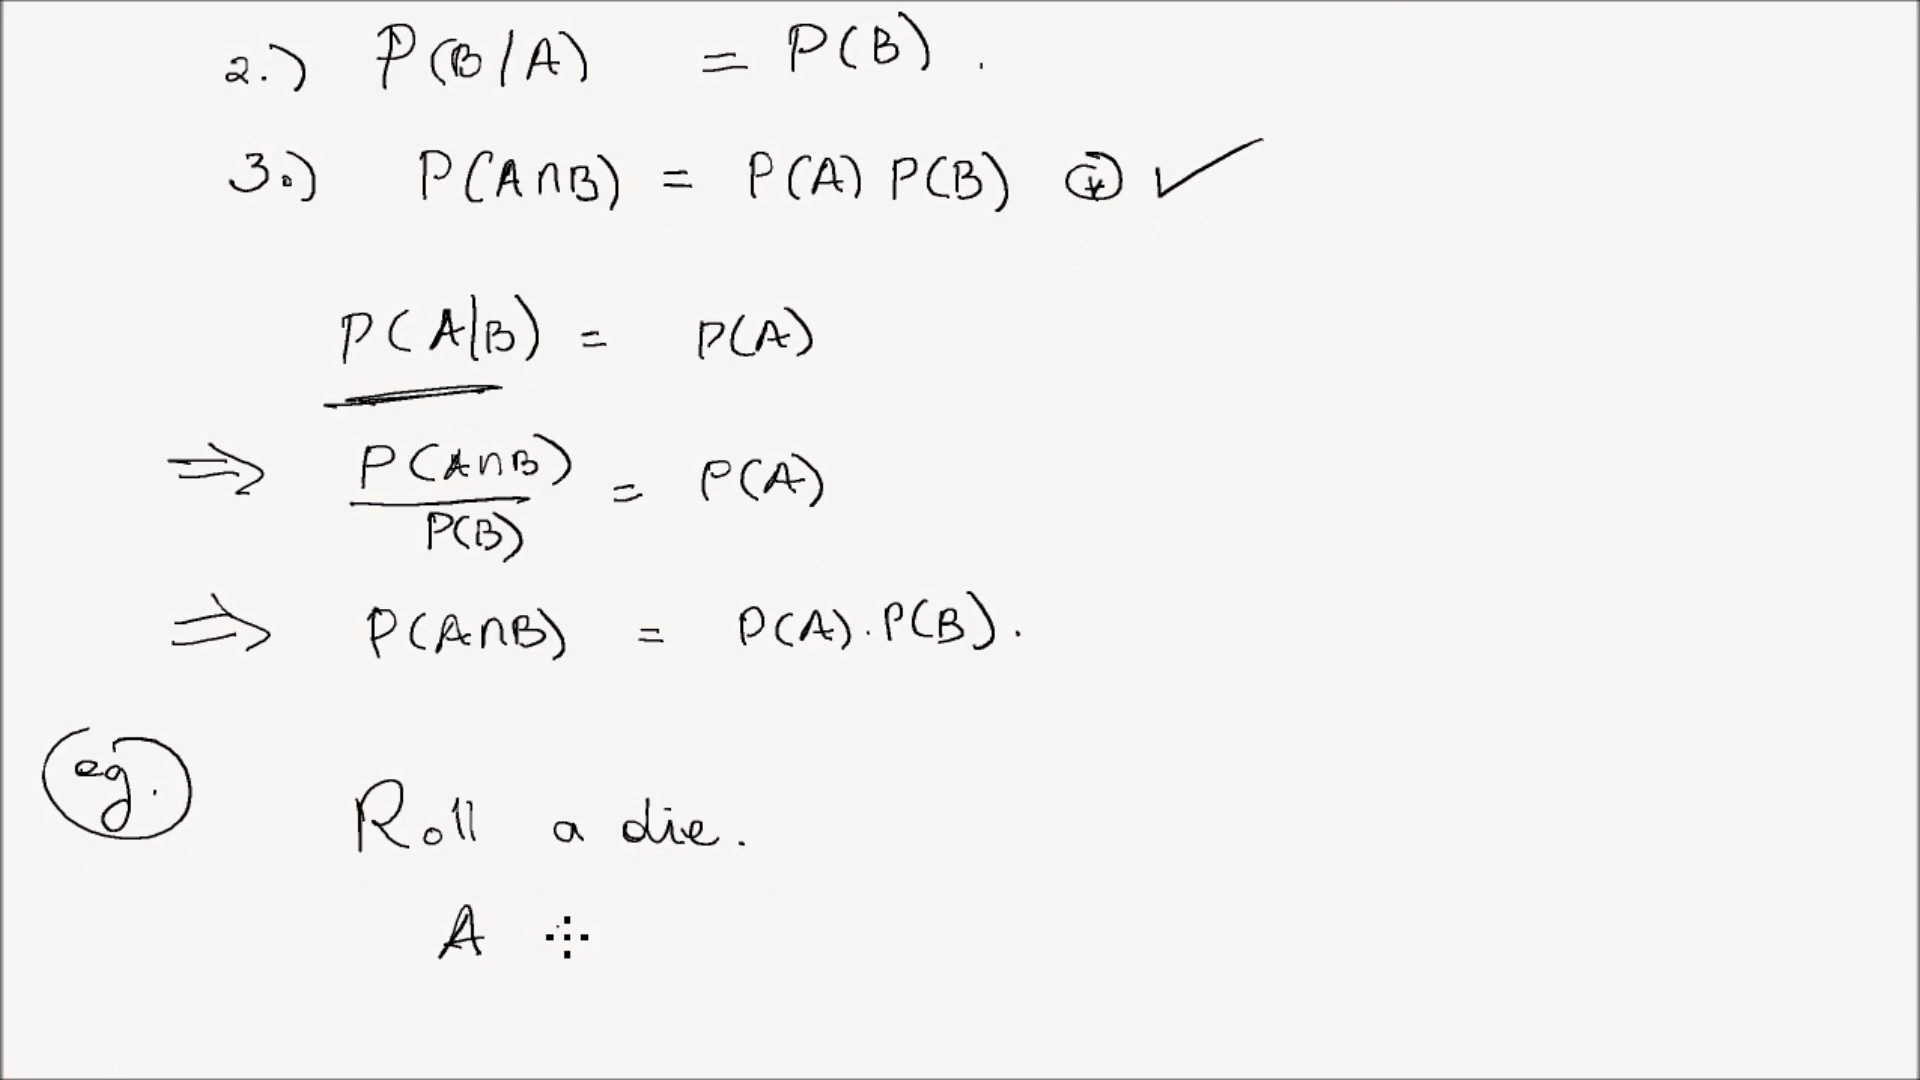 2.) P(B/A) = P(B).
3.) P(A∩B) = P(A) P(B) ✓
P(A|B) = P(A)
⇒ P(A∩B) / P(B) = P(A)
⇒ P(A∩B) = P(A).P(B).
eg. Roll a die.
A